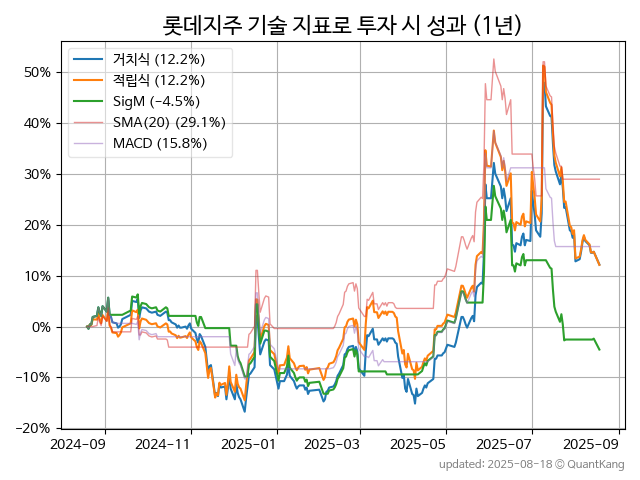 롯데지주 기술 지표로 투자 시 성과 (1년)
거치식 (12.2%)
적립식 (12.2%)
SigM (-4.5%)
SMA(20) (29.1%)
MACD (15.8%)
50%
40%
30%
20%
10%
0%
-10%
-20%
2024-09 2024-11 2025-01 2025-03 2025-05 2025-07 2025-09
updated: 2025-08-18 © QuantKang